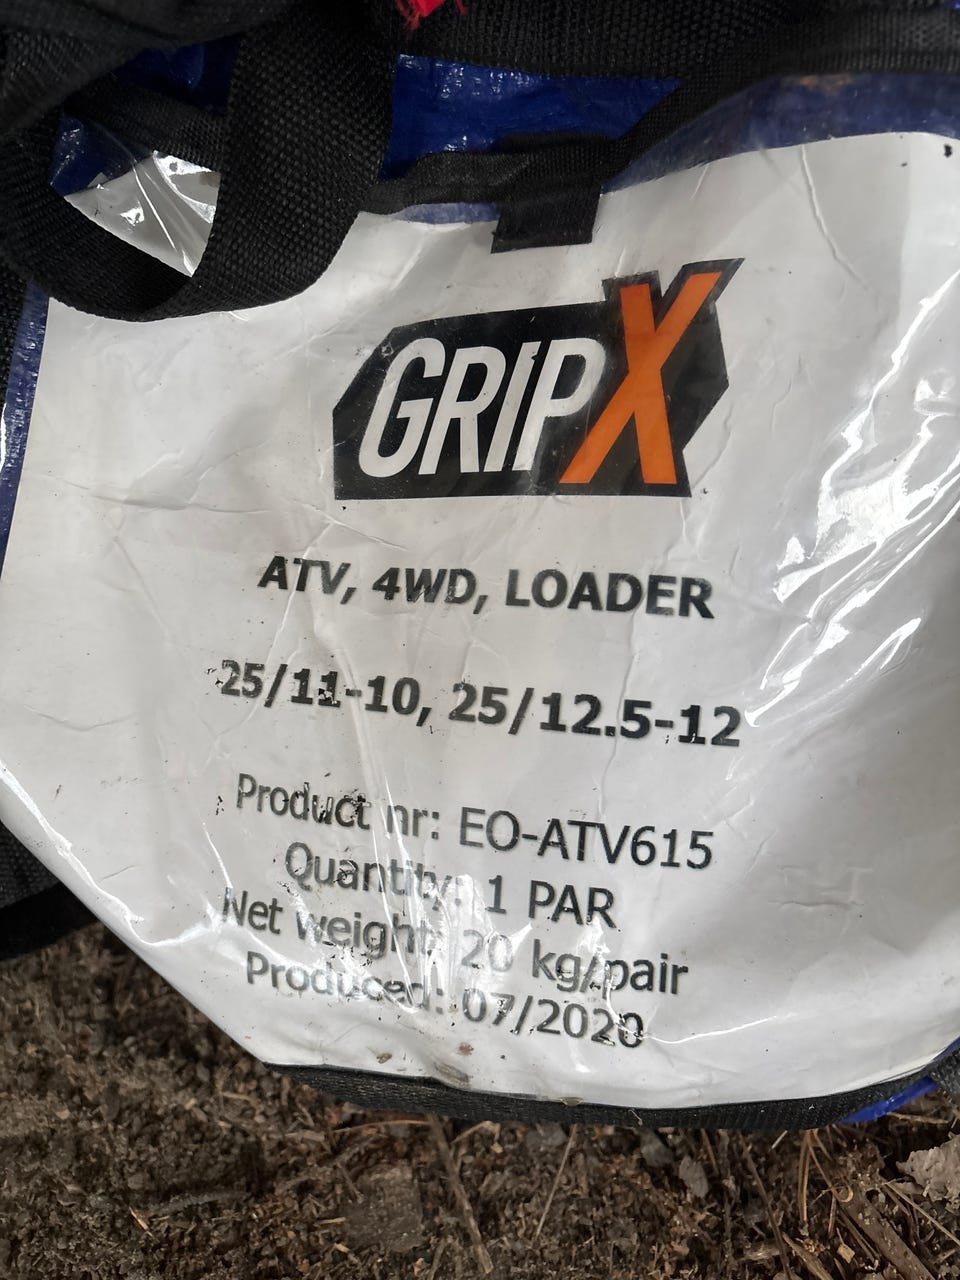 GRIPX
ATV, 4WD, LOADER
25/11-10, 25/12.5-12
Product nr: EO-ATV615
Quantity: 1 PAR
Net weight: 20 kg/pair
Produced: 07/2020